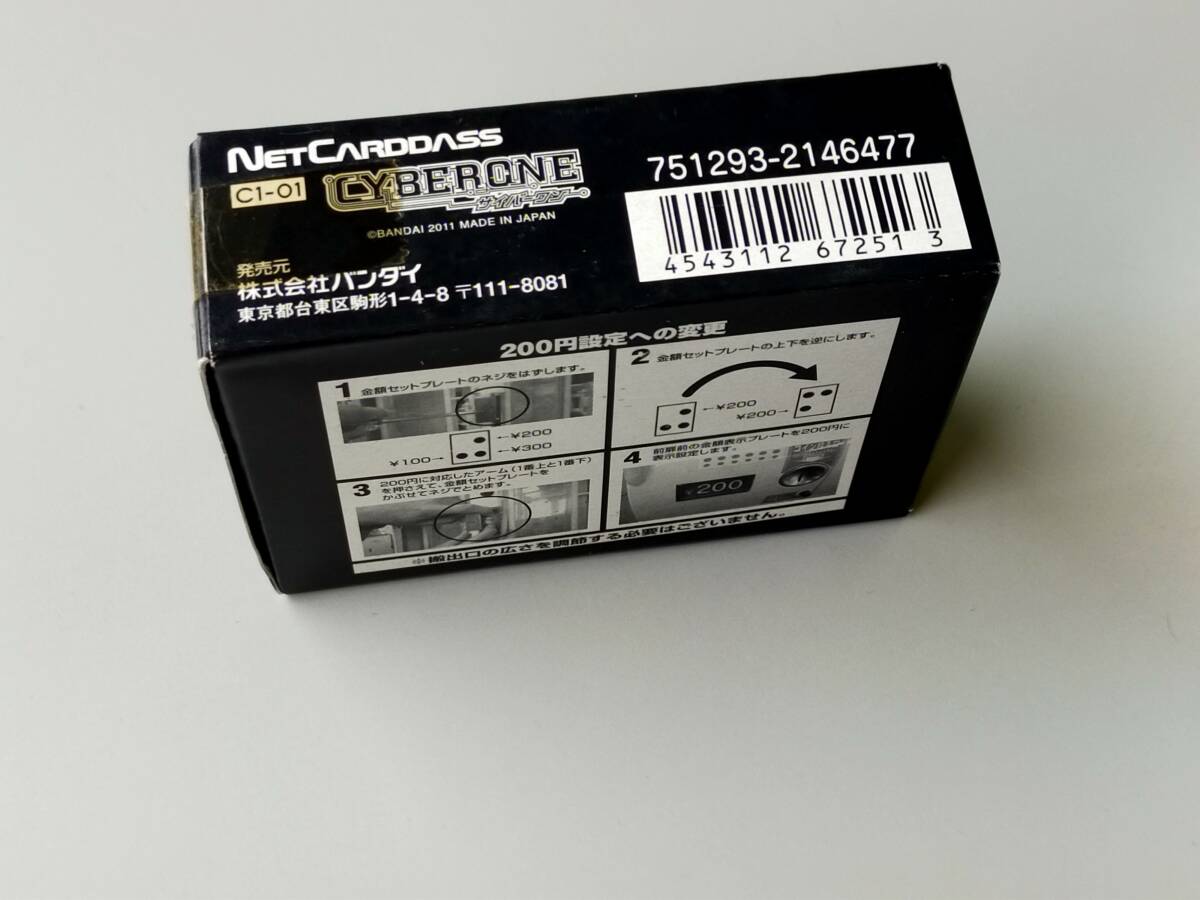 NETCARDDASS
C1-01
CYBERONE
サイバーワン
©BANDAI 2011 MADE IN JAPAN
発売元
株式会社バンダイ
東京都台東区駒形1-4-8 〒111-8081
751293-2146477
4543112 67251 3
200円設定への変更
1 金額セットプレートのネジをはずします。
←¥200
¥100→ ←¥300
2 金額セットプレートの上下を逆にします。
←¥200
¥200→
3 200円に対応したアーム(1番上と1番下)
を押さえて、金額セットプレートを
かぶせてネジでとめます。
4 前扉前の金額表示プレートを200円に
表示設定します。
¥200
※搬出口の広さを調節する必要はございません。